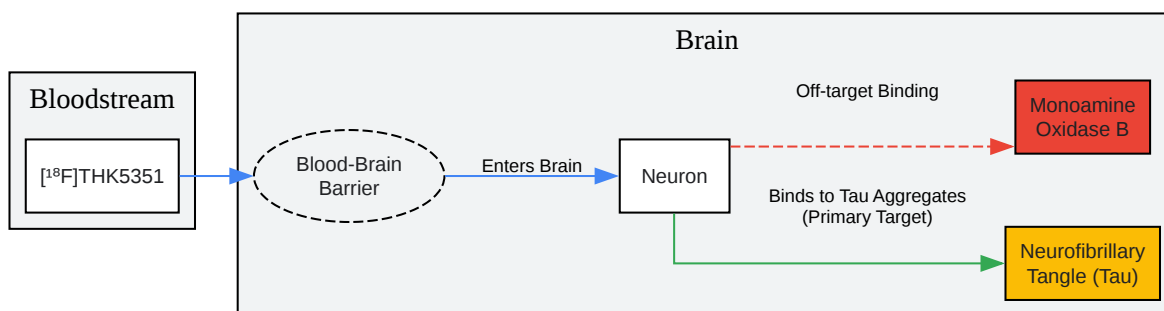 Brain
Bloodstream
[¹⁸F]THK5351
Blood-Brain
Barrier
Enters Brain
Neuron
Off-target Binding
Monoamine
Oxidase B
Binds to Tau Aggregates
(Primary Target)
Neurofibrillary
Tangle (Tau)